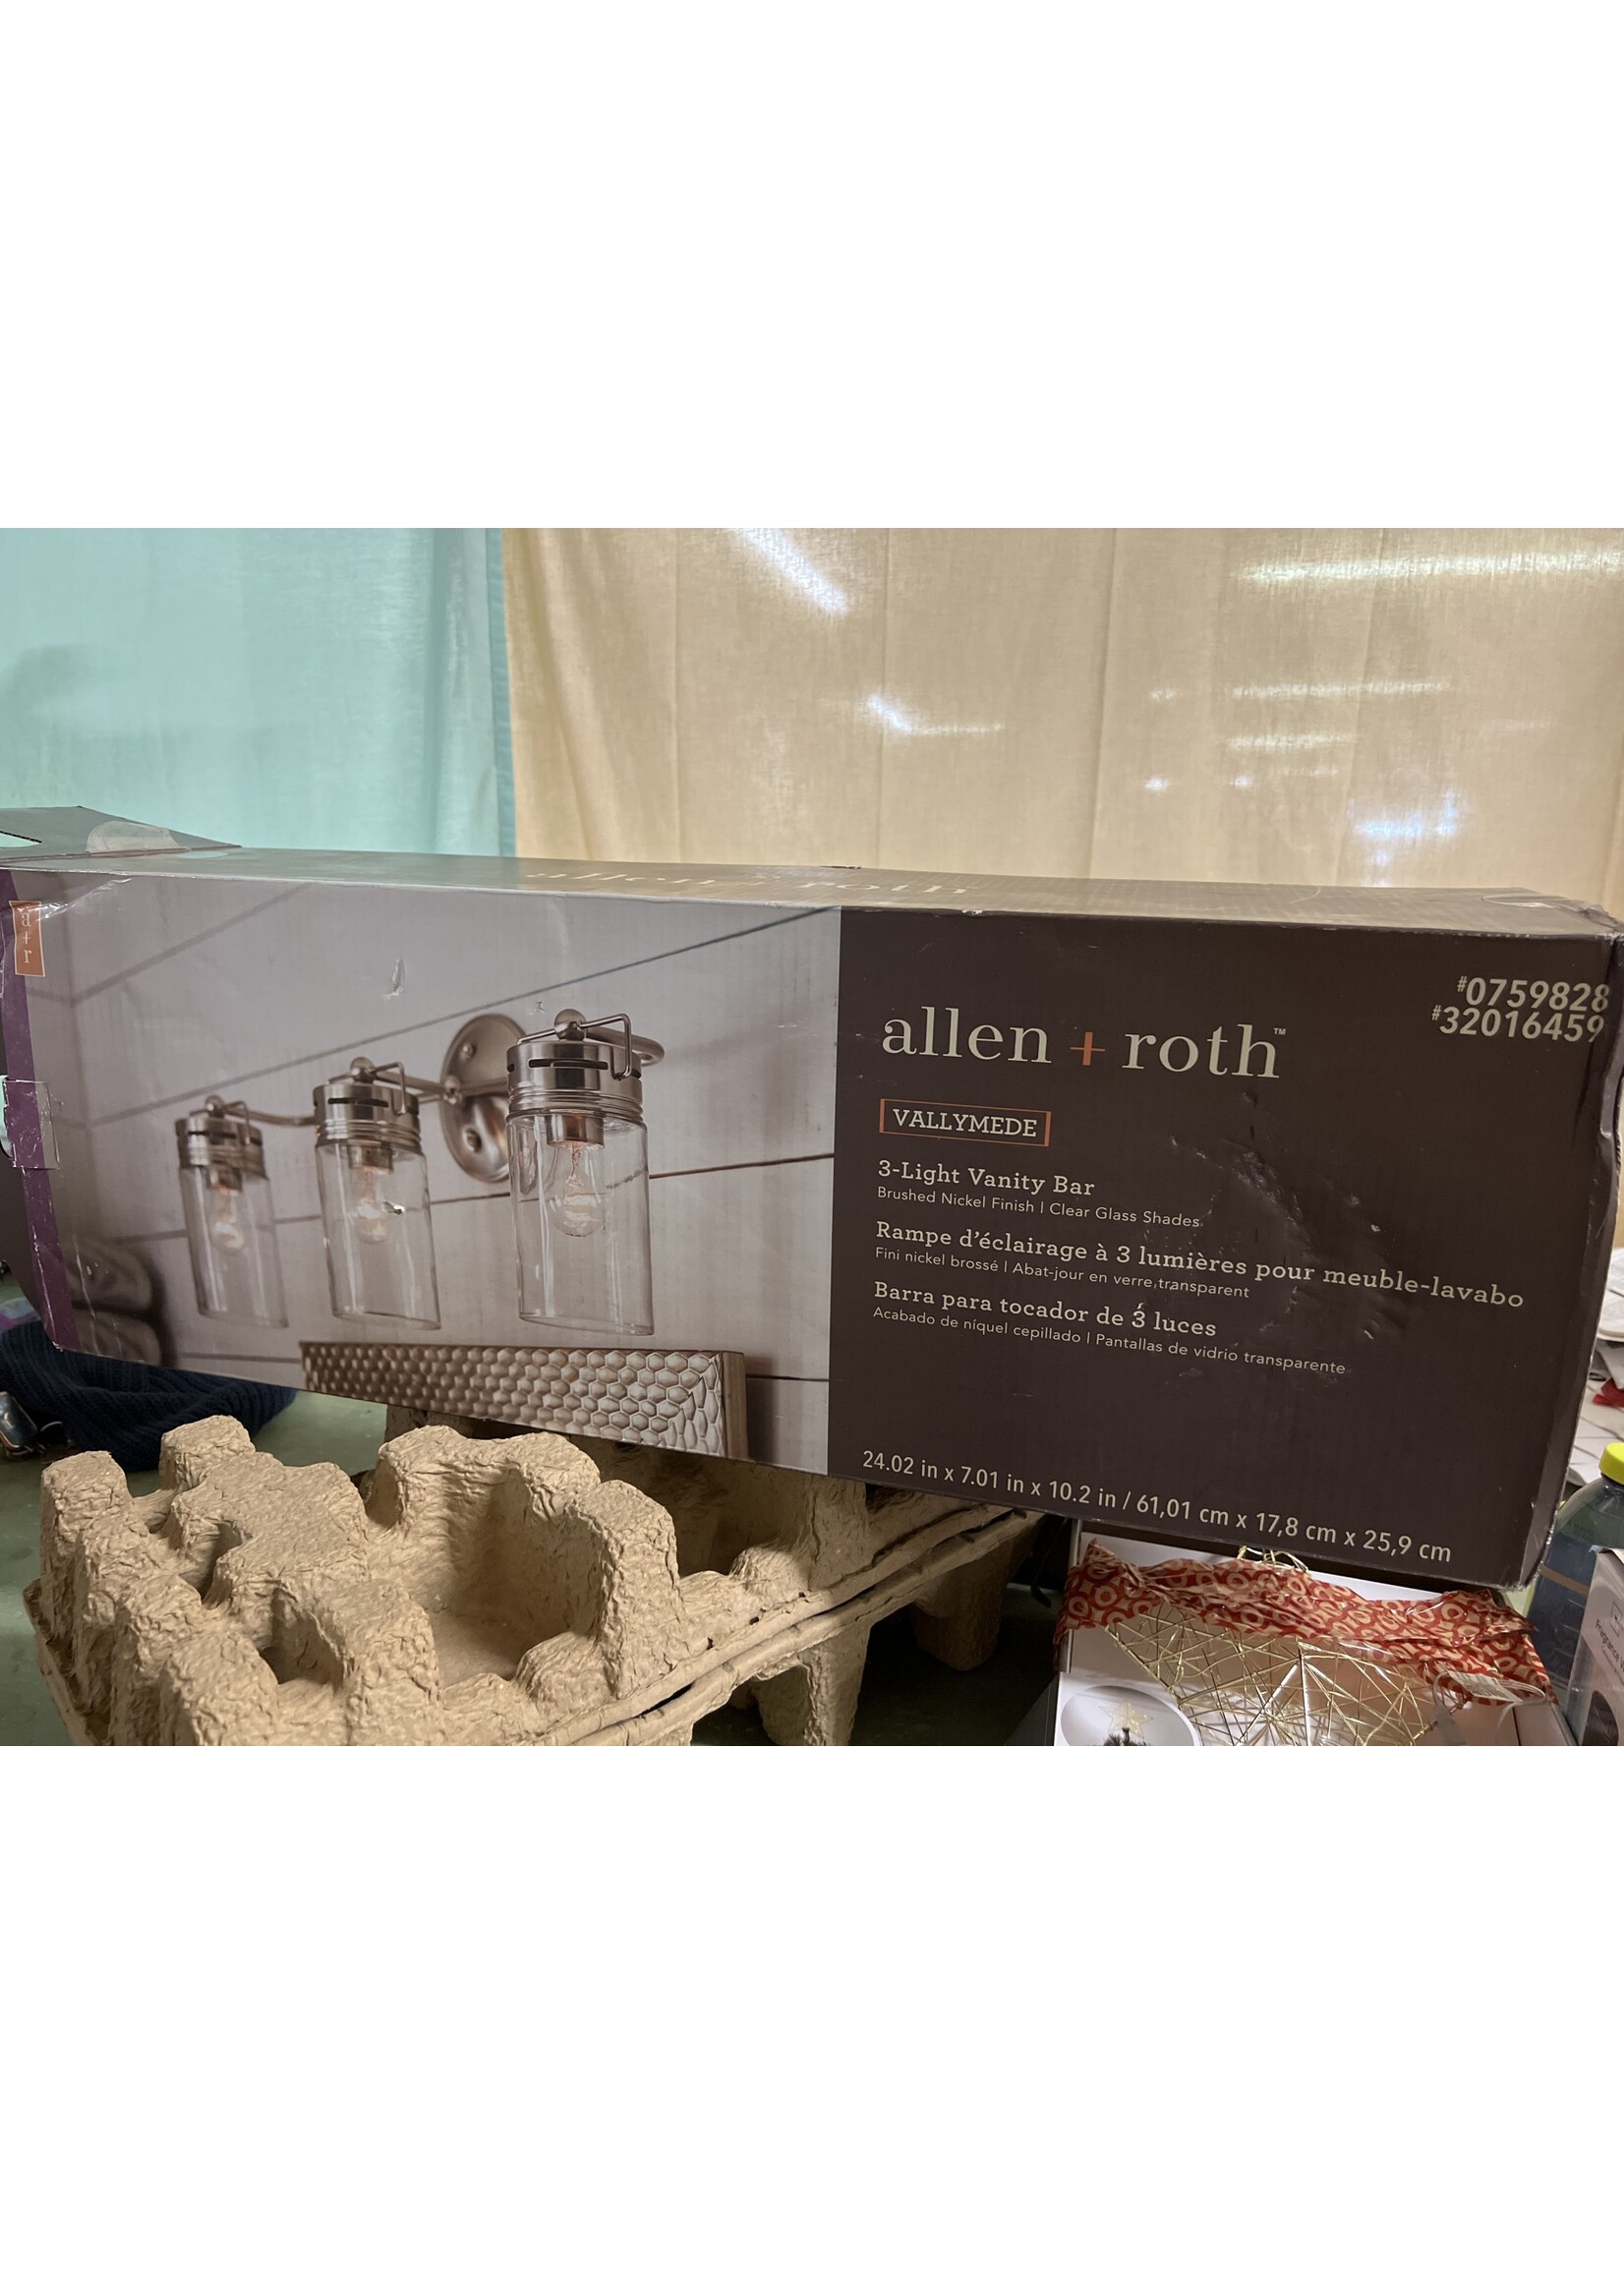 allen + roth
a+r
#0759828
#32016459
allen + roth™
VALLYMEDE
3-Light Vanity Bar
Brushed Nickel Finish | Clear Glass Shades
Rampe d'éclairage à 3 lumières pour meuble-lavabo
Fini nickel brossé | Abat-jour en verre transparent
Barra para tocador de 3 luces
Acabado de níquel cepillado | Pantallas de vidrio transparente
24.02 in x 7.01 in x 10.2 in / 61,01 cm x 17,8 cm x 25,9 cm